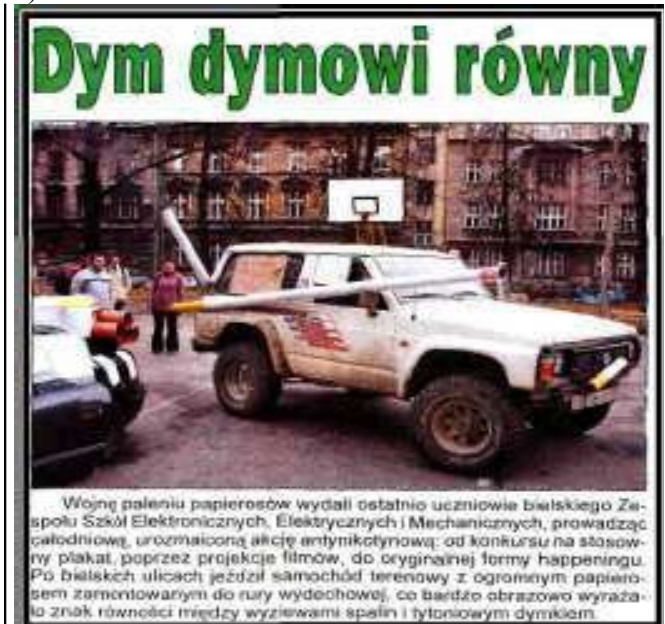 Dym dymowi równy
Wojnę paleniu papierosów wydali ostatnio uczniowie bielskiego Ze-
społu Szkół Elektronicznych, Elektrycznych i Mechanicznych, prowadząc
całodniową, urozmaiconą akcję antynikotynową: od konkursu na stosow-
ny plakat, poprzez projekcje filmów, do oryginalnej formy happeningu.
Po bielskich ulicach jeździł samochód terenowy z ogromnym papiero-
sem zamontowanym do rury wydechowej, co bardzo obrazowo wyraża-
ło znak równości między wyziewami spalin i tytoniowym dymkiem.